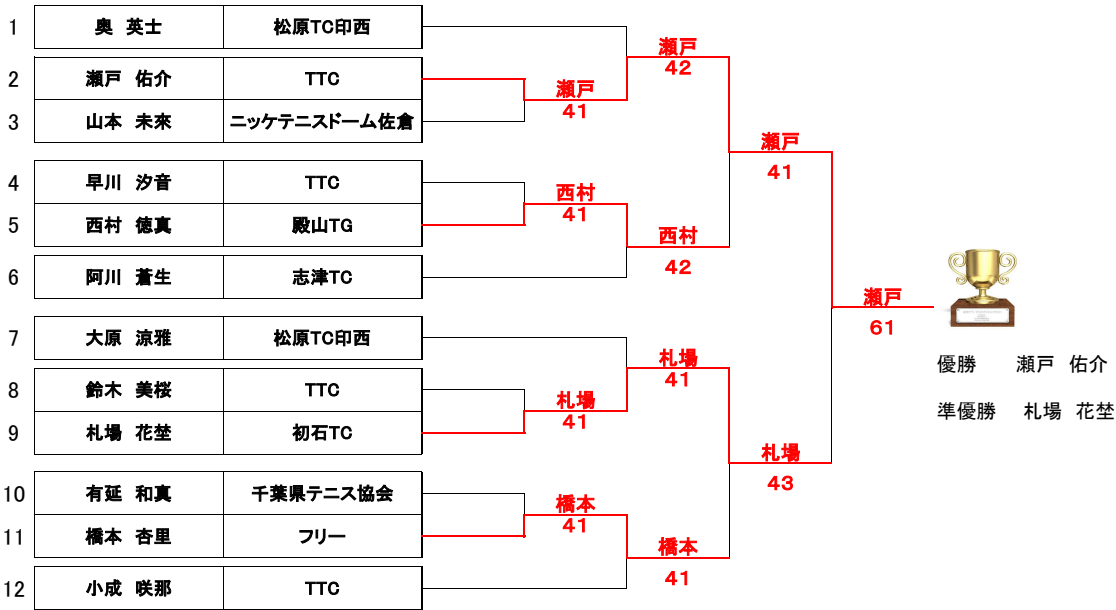 1 奥 英士 松原TC印西
2 瀬戸 佑介 TTC
3 山本 未來 ニッケテニスドーム佐倉
4 早川 汐音 TTC
5 西村 徳真 殿山TG
6 阿川 蒼生 志津TC
7 大原 涼雅 松原TC印西
8 鈴木 美桜 TTC
9 札場 花埜 初石TC
10 有延 和真 千葉県テニス協会
11 橋本 杏里 フリー
12 小成 咲那 TTC
瀬戸
41
西村
41
札場
41
橋本
41
瀬戸
42
西村
42
札場
41
橋本
41
瀬戸
41
札場
43
瀬戸
61
優勝 瀬戸 佑介
準優勝 札場 花埜